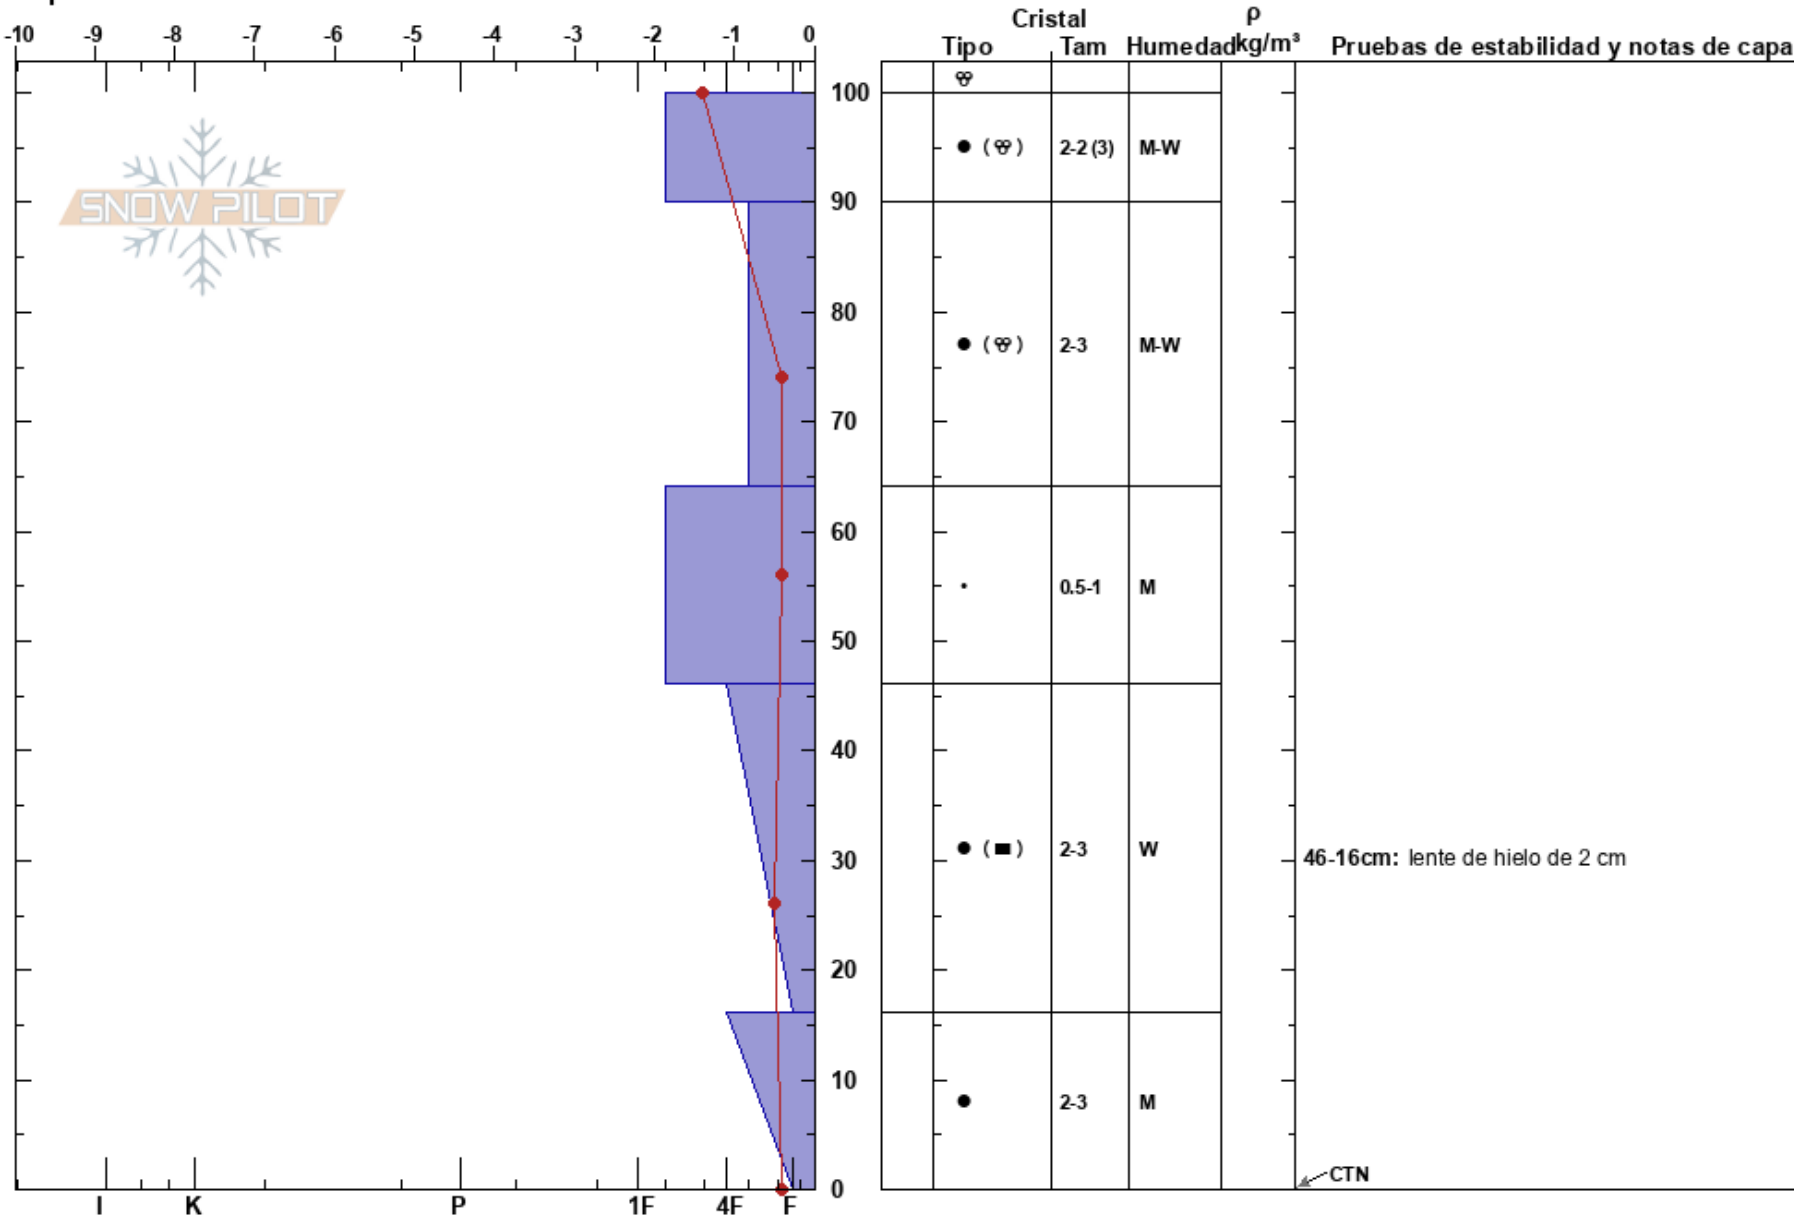 Cristal
ρ
-10 -9 -8 -7 -6 -5 -4 -3 -2 -1 0
Tipo Tam Humedad kg/m³ Pruebas de estabilidad y notas de capa
100
SNOW PILOT
2-2 (3) M-W
90
80
2-3 M-W
70
60
0.5-1 M
50
40
30
2-3 W
46-16cm: lente de hielo de 2 cm
20
10
2-3 M
CTN
0
I K P 1F 4F F